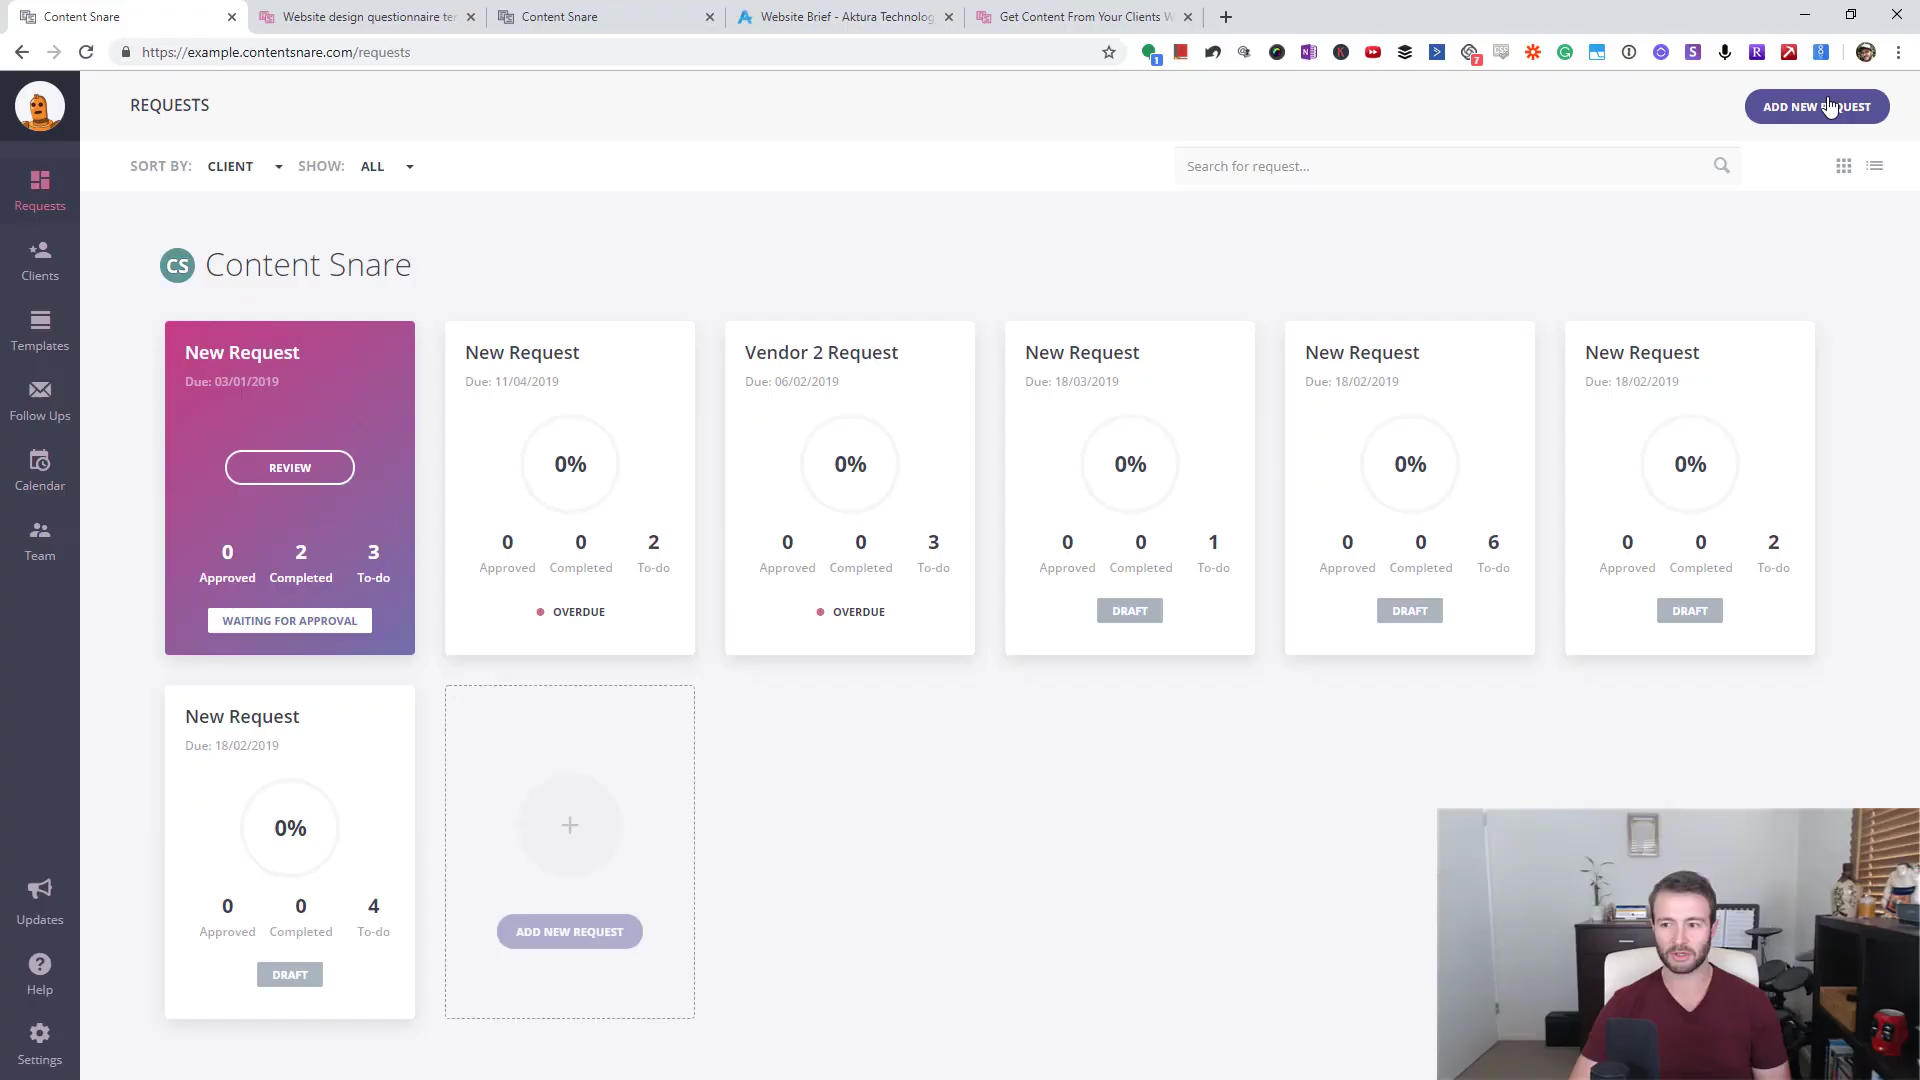 Content Snare
Website design questionnaire ter
Content Snare
Website Brief - Aktura Technolog
Get Content From Your Clients W
https://example.contentsnare.com/requests
1
7
REQUESTS
ADD NEW REQUEST
SORT BY: CLIENT SHOW: ALL
Search for request...
Requests
Clients
Templates
Follow Ups
Calendar
Team
Updates
Help
Settings
CS Content Snare
New Request
Due: 03/01/2019
REVIEW
0 2 3
Approved Completed To-do
WAITING FOR APPROVAL
New Request
Due: 11/04/2019
0%
0 0 2
Approved Completed To-do
OVERDUE
Vendor 2 Request
Due: 06/02/2019
0%
0 0 3
Approved Completed To-do
OVERDUE
New Request
Due: 18/03/2019
0%
0 0 1
Approved Completed To-do
DRAFT
New Request
Due: 18/02/2019
0%
0 0 6
Approved Completed To-do
DRAFT
New Request
Due: 18/02/2019
0%
0 0 2
Approved Completed To-do
DRAFT
New Request
Due: 18/02/2019
0%
0 0 4
Approved Completed To-do
DRAFT
ADD NEW REQUEST